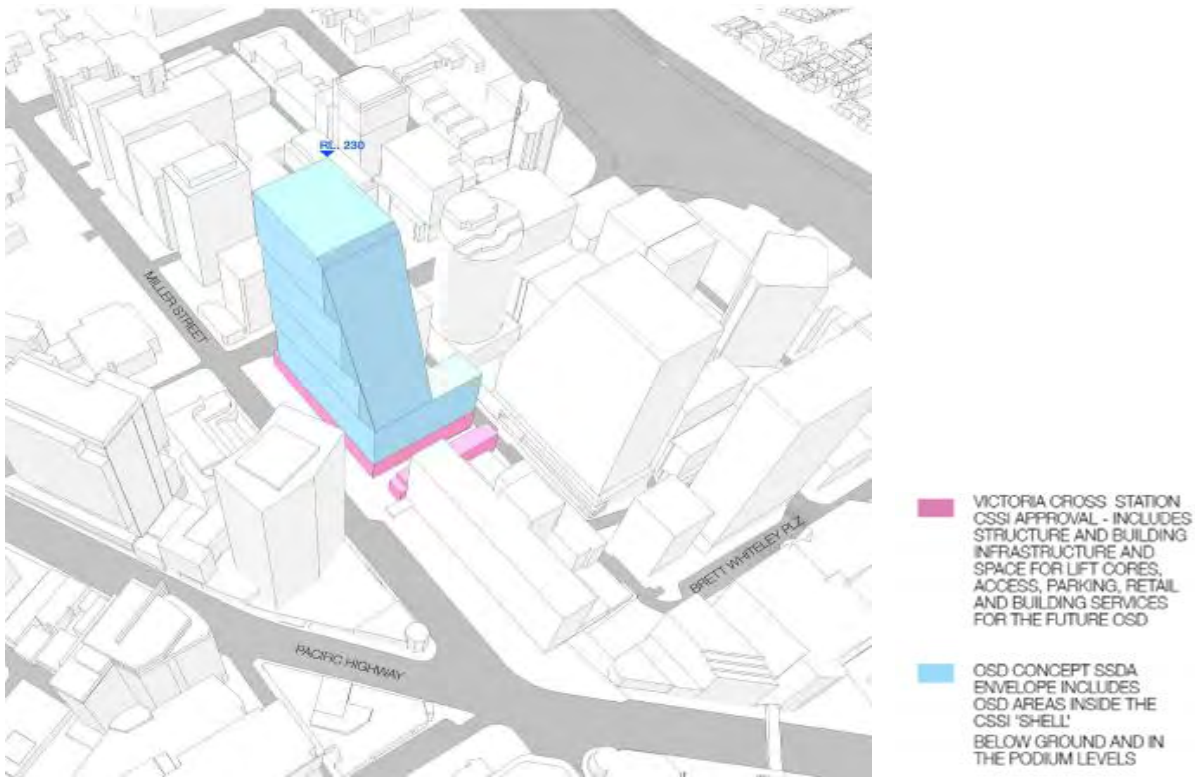 RL. 230
MILLER STREET
BRETT WHITELEY PLZ
PACIFIC HIGHWAY
VICTORIA CROSS STATION
CSSI APPROVAL - INCLUDES
STRUCTURE AND BUILDING
INFRASTRUCTURE AND
SPACE FOR LIFT CORES,
ACCESS, PARKING, RETAIL
AND BUILDING SERVICES
FOR THE FUTURE OSD
OSD CONCEPT SSDA
ENVELOPE INCLUDES
OSD AREAS INSIDE THE
CSSI 'SHELL'
BELOW GROUND AND IN
THE PODIUM LEVELS